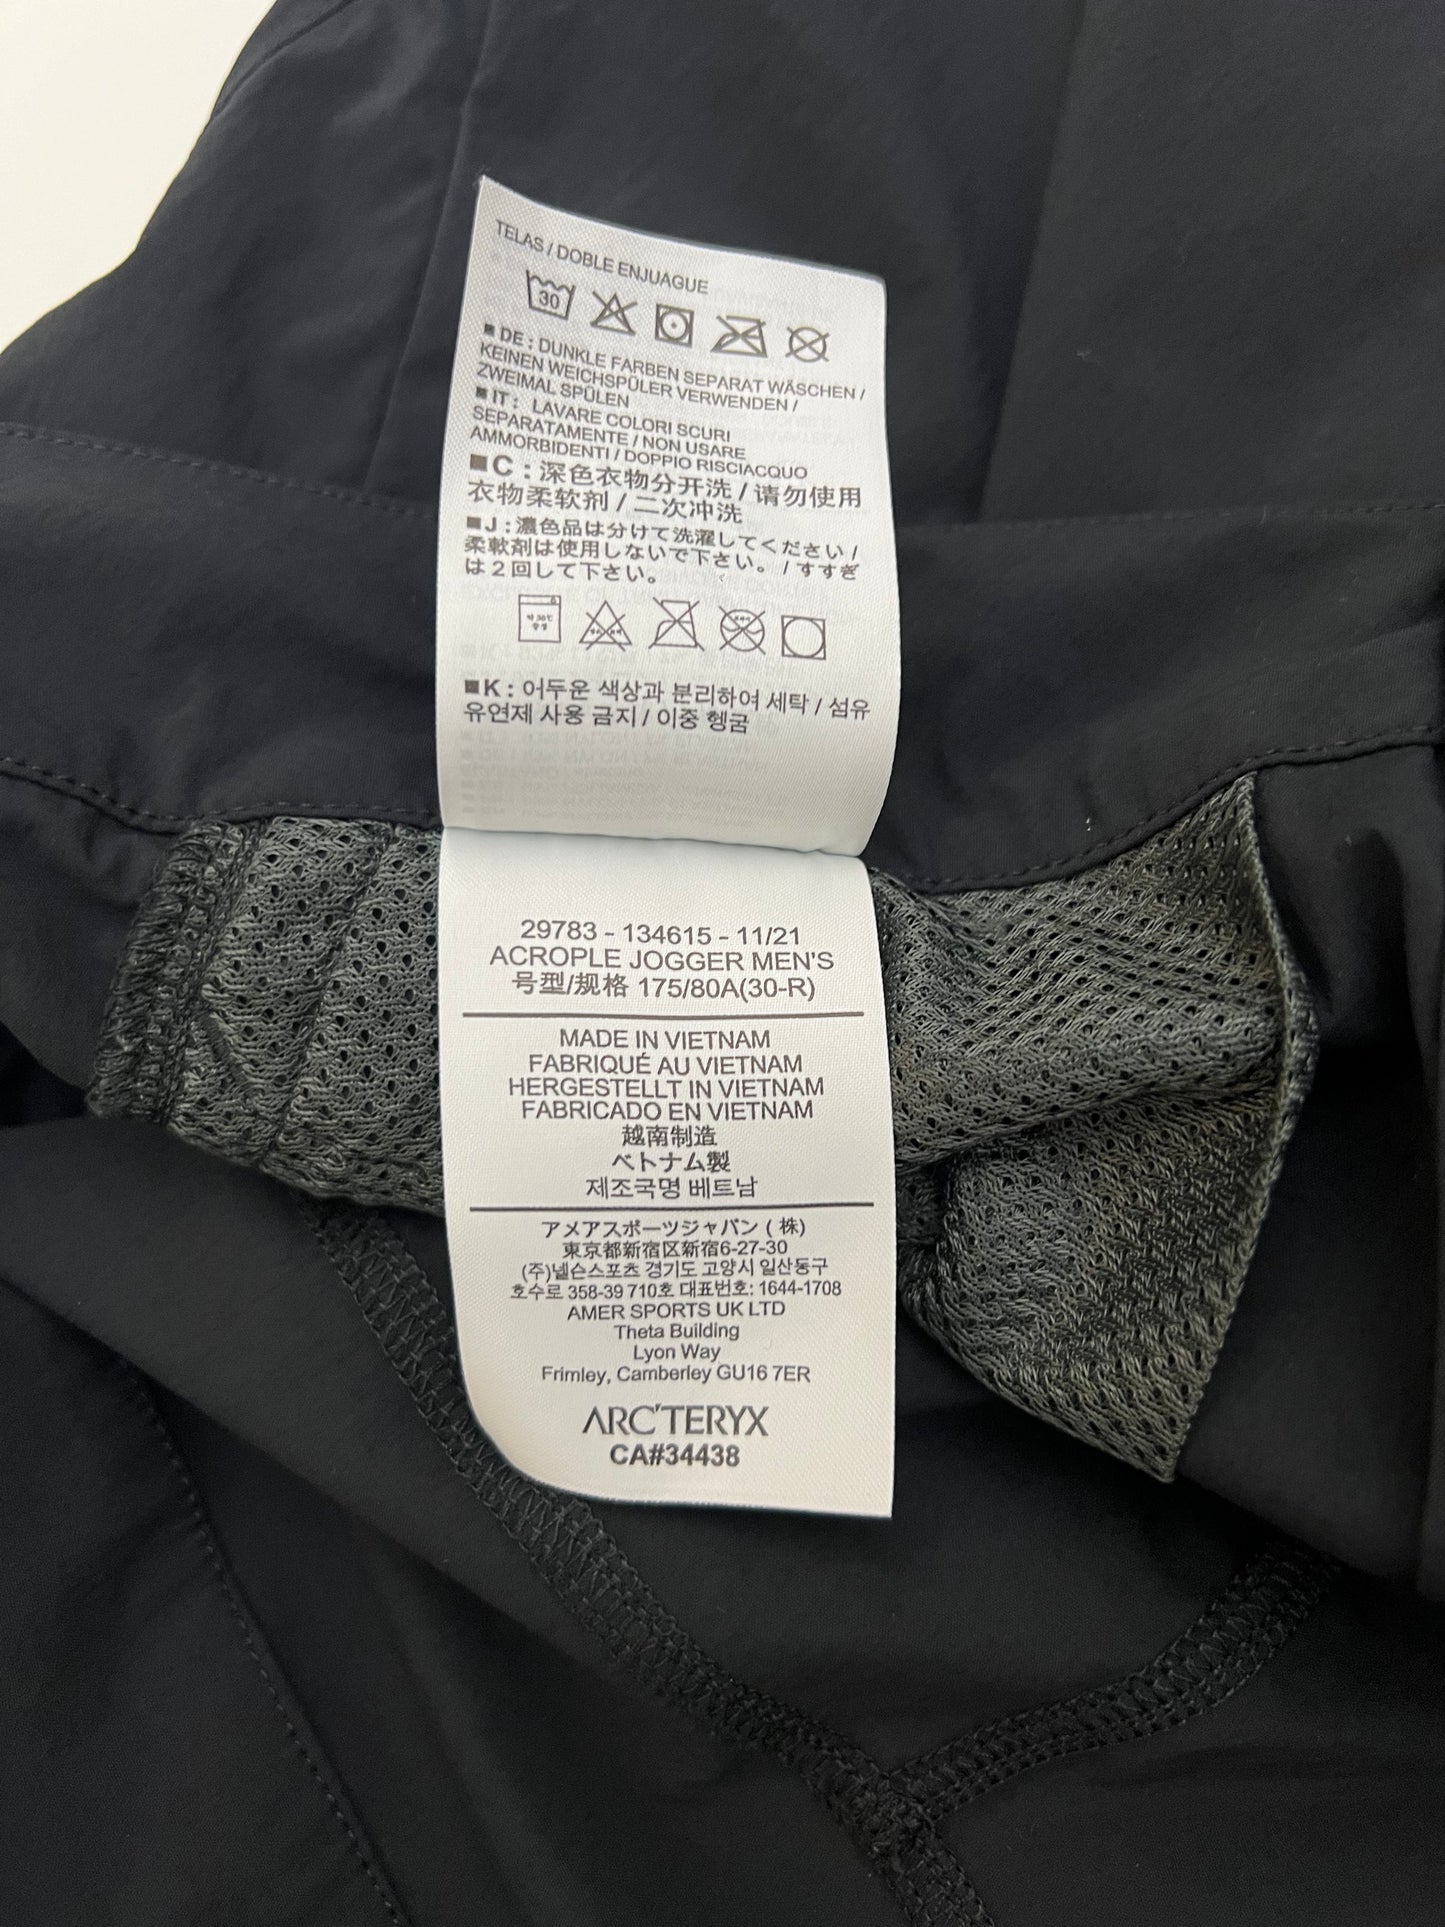 TELAS / DOBLE ENJUAGUE
30
■ DE : DUNKLE FARBEN SEPARAT WÄSCHEN /
KEINEN WEICHSPÜLER VERWENDEN /
ZWEIMAL SPÜLEN
■ IT : LAVARE COLORI SCURI
SEPARATAMENTE / NON USARE
AMMORBIDENTI / DOPPIO RISCIACQUO
■C : 深色衣物分开洗 / 请勿使用
衣物柔软剂 / 二次冲洗
■J : 濃色品は分けて洗濯してください /
柔軟剤は使用しないで下さい。 / すすぎ
は2回して下さい。
약 30℃
중성
■K : 어두운 색상과 분리하여 세탁 / 섬유
유연제 사용 금지 / 이중 헹굼
29783 - 134615 - 11/21
ACROPLE JOGGER MEN'S
号型/规格 175/80A(30-R)
MADE IN VIETNAM
FABRIQUÉ AU VIETNAM
HERGESTELLT IN VIETNAM
FABRICADO EN VIETNAM
越南制造
ベトナム製
제조국명 베트남
アメアスポーツジャパン ( 株)
東京都新宿区新宿6-27-30
(주)넬슨스포츠 경기도 고양시 일산동구
호수로 358-39 710호 대표번호: 1644-1708
AMER SPORTS UK LTD
Theta Building
Lyon Way
Frimley, Camberley GU16 7ER
ARC'TERYX
CA#34438